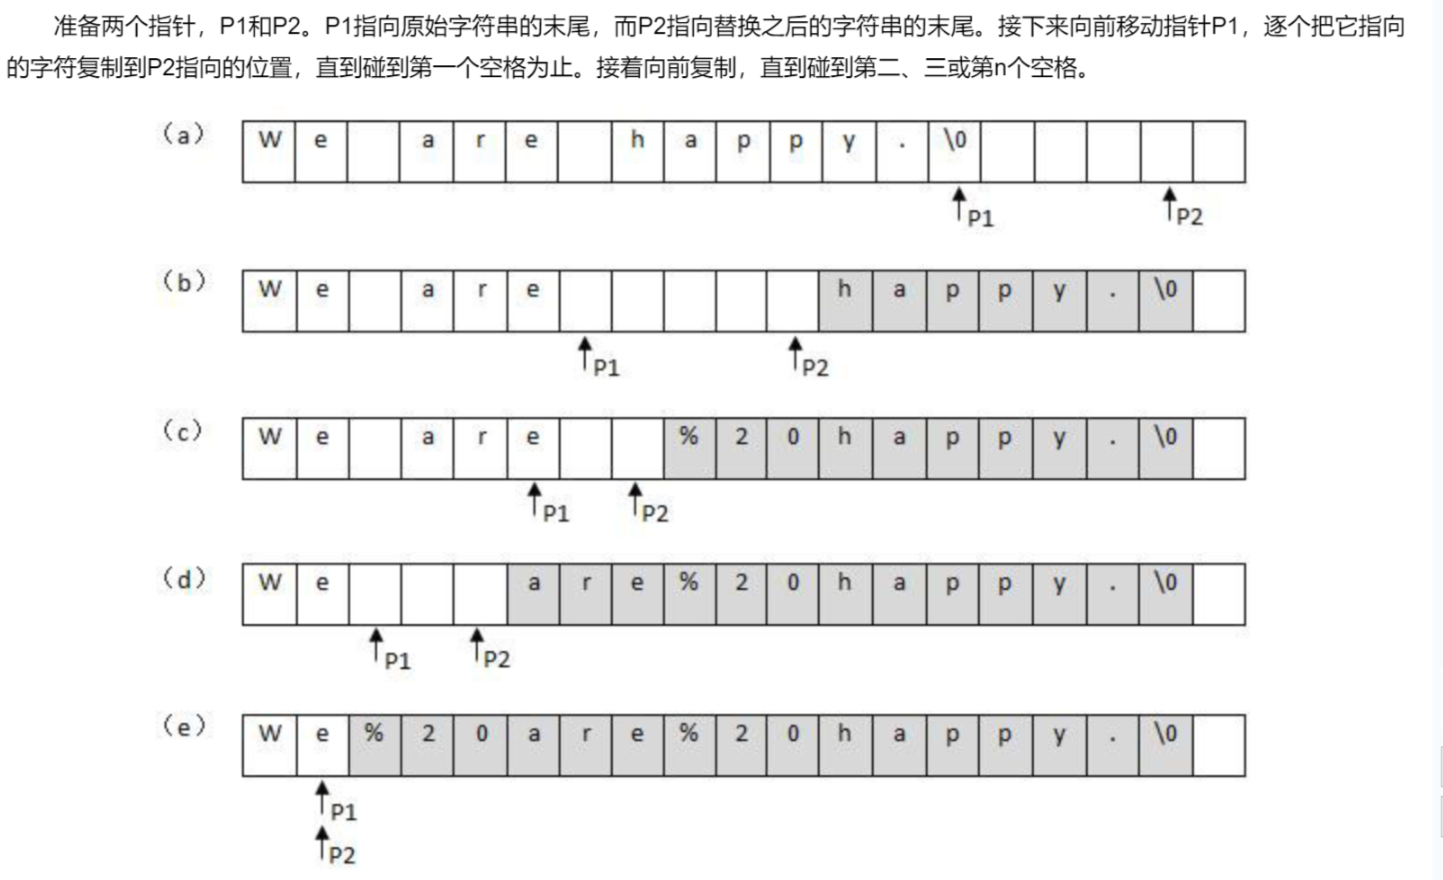 准备两个指针，P1和P2。P1指向原始字符串的末尾，而P2指向替换之后的字符串的末尾。接下来向前移动指针P1，逐个把它指向
的字符复制到P2指向的位置，直到碰到第一个空格为止。接着向前复制，直到碰到第二、三或第n个空格。
（a） W e a r e h a p p y . \0
P1 P2
（b） W e a r e h a p p y . \0
P1 P2
（c） W e a r e % 2 0 h a p p y . \0
P1 P2
（d） W e a r e % 2 0 h a p p y . \0
P1 P2
（e） W e % 2 0 a r e % 2 0 h a p p y . \0
P1
P2